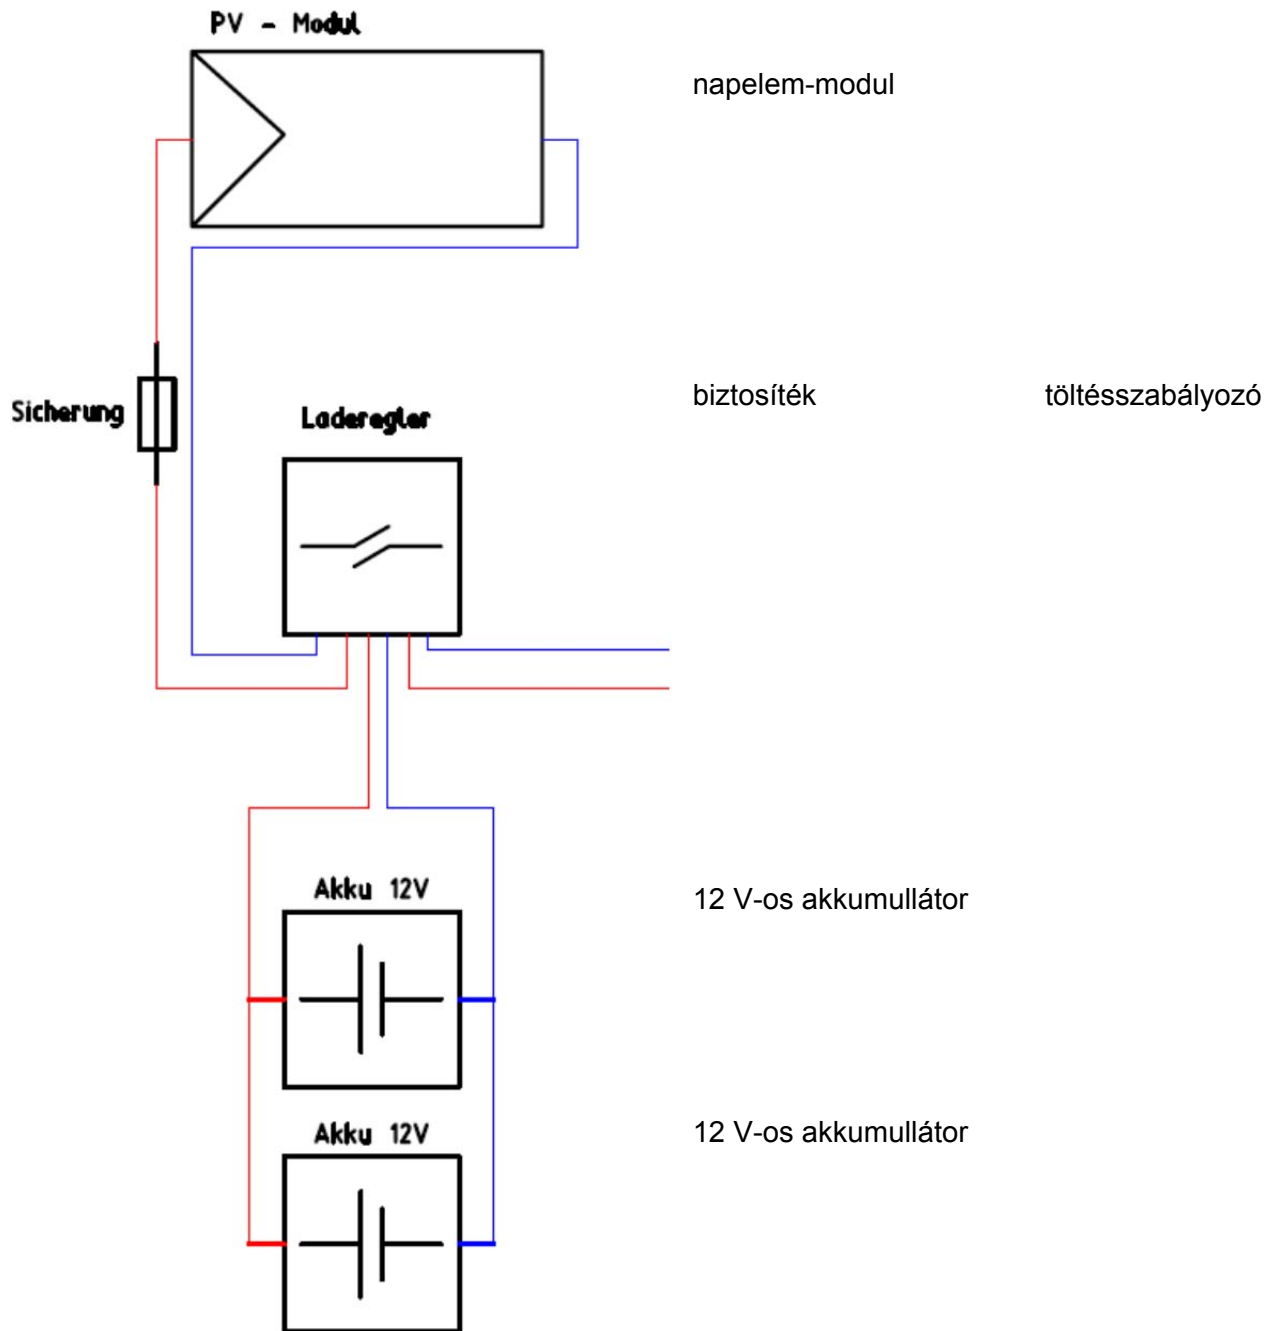 PV - Modul
napelem-modul
Sicherung
Laderegler
biztosíték
töltésszabályozó
Akku 12V
12 V-os akkumullátor
Akku 12V
12 V-os akkumullátor